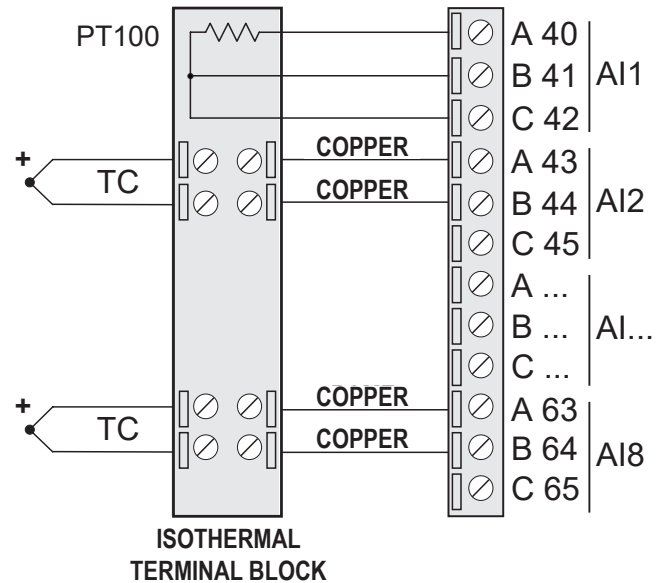 PT100
A 40
B 41
C 42
AI1
+
TC
COPPER
COPPER
A 43
B 44
C 45
AI2
A ...
B ...
C ...
AI...
+
TC
COPPER
COPPER
A 63
B 64
C 65
AI8
ISOTHERMAL
TERMINAL BLOCK